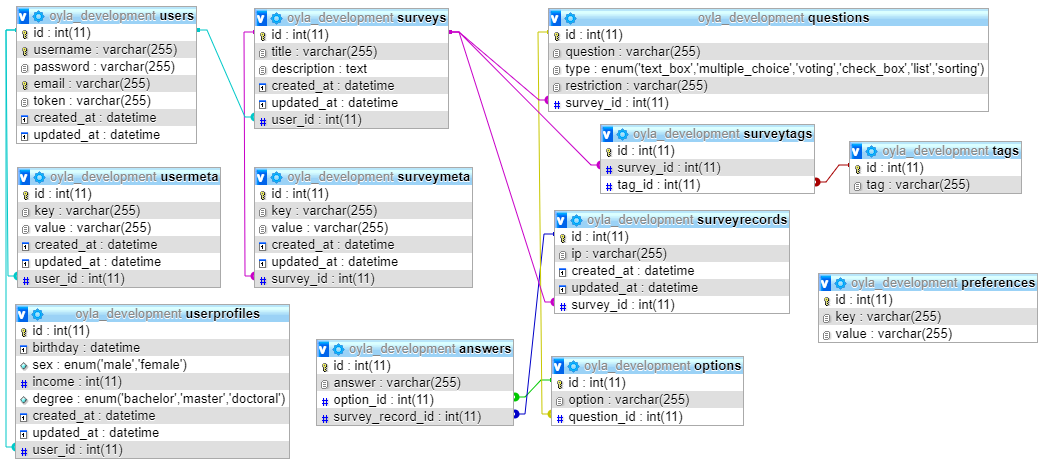 oyla_development users
id : int(11)
username : varchar(255)
password : varchar(255)
email : varchar(255)
token : varchar(255)
created_at : datetime
updated_at : datetime
oyla_development surveys
id : int(11)
title : varchar(255)
description : text
created_at : datetime
updated_at : datetime
user_id : int(11)
oyla_development questions
id : int(11)
question : varchar(255)
type : enum('text_box','multiple_choice','voting','check_box','list','sorting')
restriction : varchar(255)
survey_id : int(11)
oyla_development surveytags
id : int(11)
survey_id : int(11)
tag_id : int(11)
oyla_development tags
id : int(11)
tag : varchar(255)
oyla_development usermeta
id : int(11)
key : varchar(255)
value : varchar(255)
created_at : datetime
updated_at : datetime
user_id : int(11)
oyla_development surveymeta
id : int(11)
key : varchar(255)
value : varchar(255)
created_at : datetime
updated_at : datetime
survey_id : int(11)
oyla_development surveyrecords
id : int(11)
ip : varchar(255)
created_at : datetime
updated_at : datetime
survey_id : int(11)
oyla_development preferences
id : int(11)
key : varchar(255)
value : varchar(255)
oyla_development userprofiles
id : int(11)
birthday : datetime
sex : enum('male','female')
income : int(11)
degree : enum('bachelor','master','doctoral')
created_at : datetime
updated_at : datetime
user_id : int(11)
oyla_development answers
id : int(11)
answer : varchar(255)
option_id : int(11)
survey_record_id : int(11)
oyla_development options
id : int(11)
option : varchar(255)
question_id : int(11)